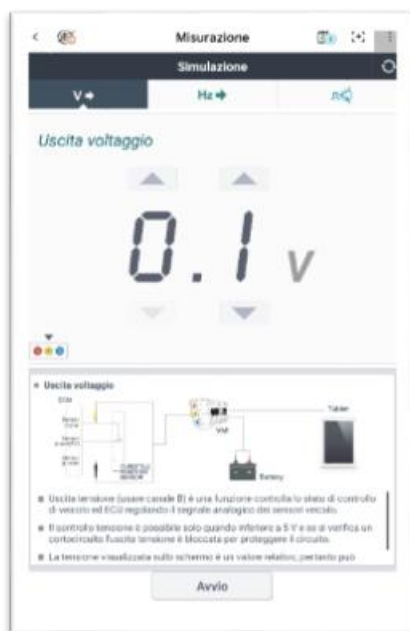 Misurazione
Simulazione
V
Hz
Uscita voltaggio
0.1 V
Uscita voltaggio
ECU
VMI
Tablet
Battery
Uscita tensione (usare canale B) è una funzione controlla lo stato di controllo
di veicolo ed ECU regolando il segnale analogico dei sensori veicolo.
Il controllo tensione è possibile solo quando inferiore a 5 V e se si verifica un
cortocircuito l'uscita tensione è bloccata per proteggere il circuito.
La tensione visualizzata sullo schermo è un valore relativo, pertanto può
Avvio